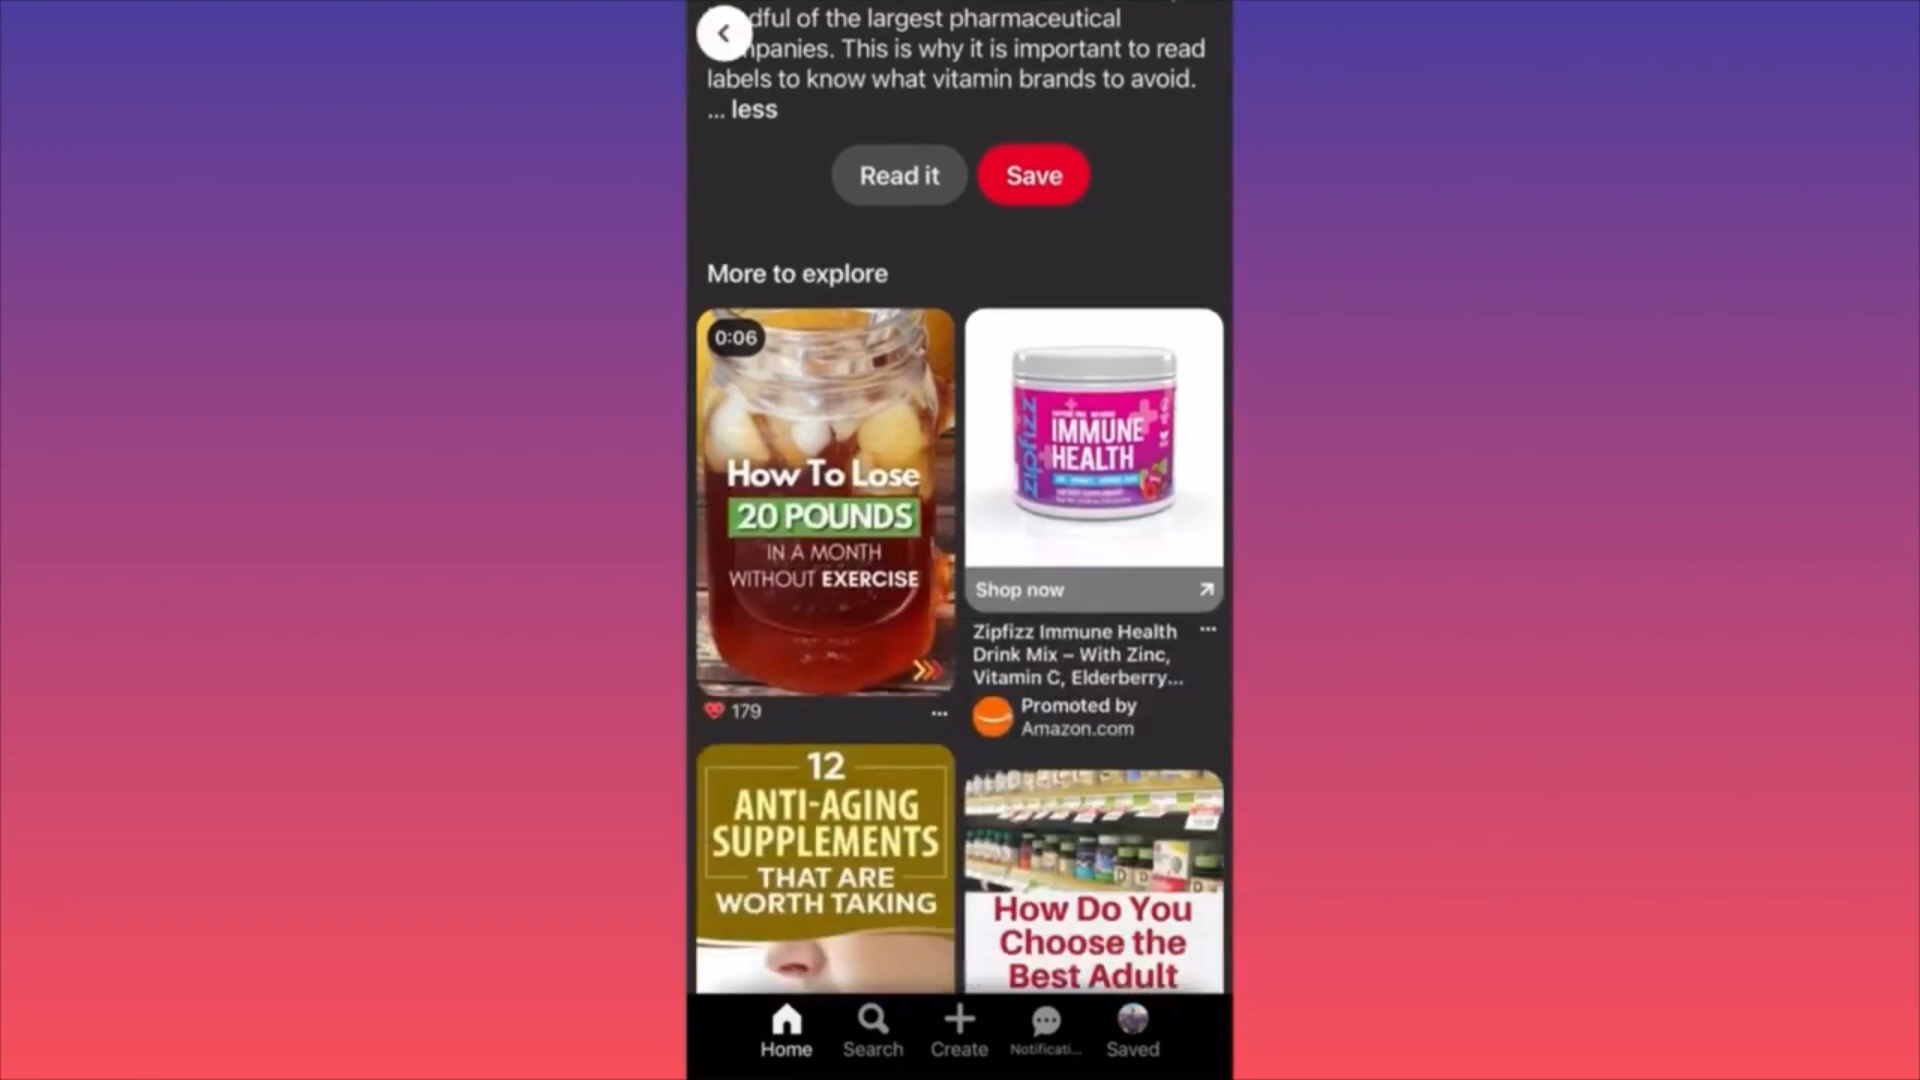 dful of the largest pharmaceutical
mpanies. This is why it is important to read
labels to know what vitamin brands to avoid.
... less
Read it
Save
More to explore
0:06
How To Lose
20 POUNDS
IN A MONTH
WITHOUT EXERCISE
179
zipfizz
IMMUNE
HEALTH
Shop now
Zipfizz Immune Health
Drink Mix – With Zinc,
Vitamin C, Elderberry...
Promoted by
Amazon.com
12
ANTI-AGING
SUPPLEMENTS
THAT ARE
WORTH TAKING
D
D
D
How Do You
Choose the
Best Adult
Home
Search
Create
Notificati...
Saved